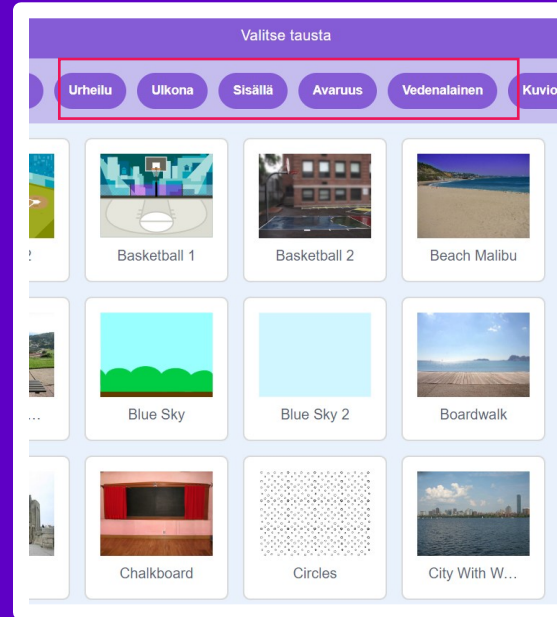 Valitse tausta
Urheilu Ulkona Sisällä Avaruus Vedenalainen Kuvio
2 Basketball 1 Basketball 2 Beach Malibu
... Blue Sky Blue Sky 2 Boardwalk
Chalkboard Circles City With W...